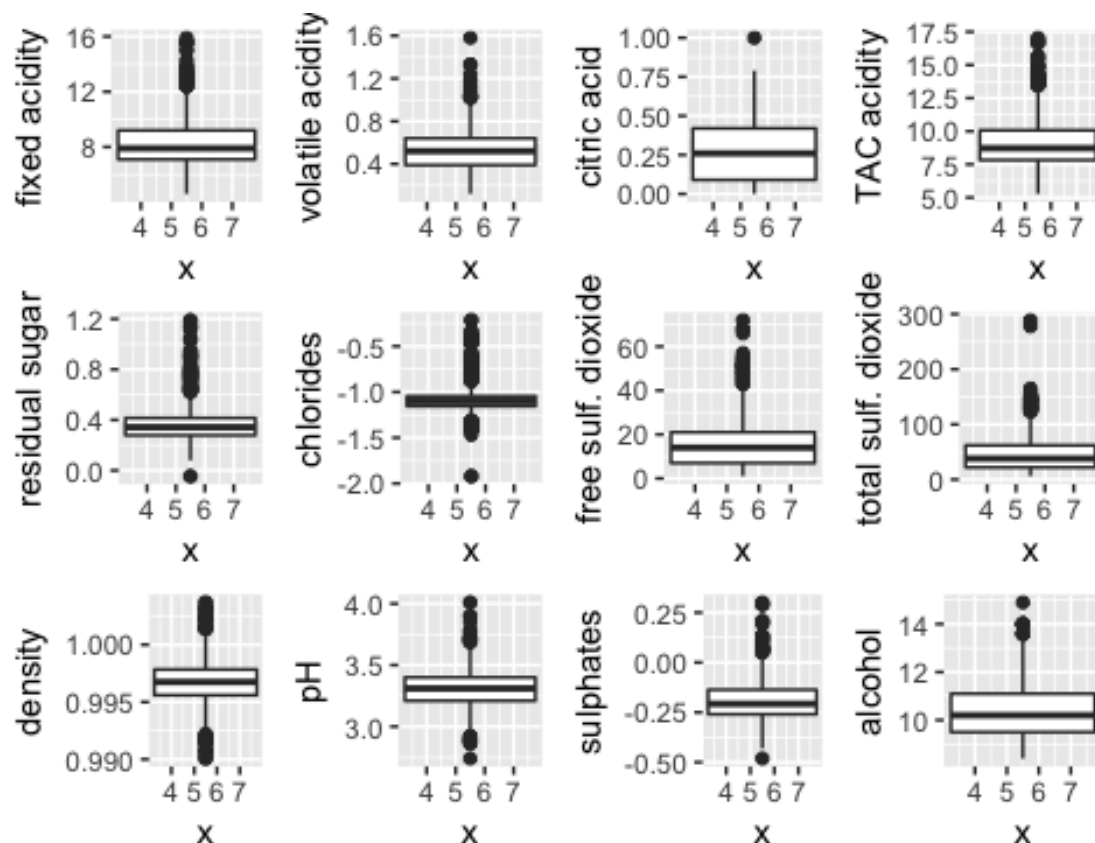 fixed acidity
16
12
8
4 5 6 7
x
volatile acidity
1.6
1.2
0.8
0.4
4 5 6 7
x
citric acid
1.00
0.75
0.50
0.25
0.00
4 5 6 7
x
TAC acidity
17.5
15.0
12.5
10.0
7.5
5.0
4 5 6 7
x
residual sugar
1.2
0.8
0.4
0.0
4 5 6 7
x
chlorides
-0.5
-1.0
-1.5
-2.0
4 5 6 7
x
free sulf. dioxide
60
40
20
0
4 5 6 7
x
total sulf. dioxide
300
200
100
0
4 5 6 7
x
density
1.000
0.995
0.990
4 5 6 7
x
pH
4.0
3.5
3.0
4 5 6 7
x
sulphates
0.25
0.00
-0.25
-0.50
4 5 6 7
x
alcohol
14
12
10
4 5 6 7
x